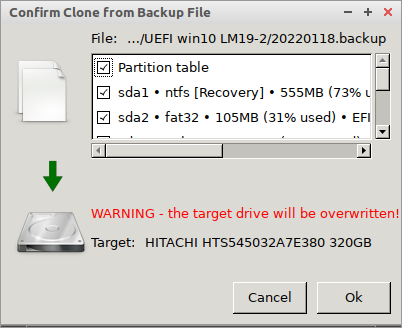 Confirm Clone from Backup File
File: .../UEFI win10 LM19-2/20220118.backup
Partition table
sda1 • ntfs [Recovery] • 555MB (73% u
sda2 • fat32 • 105MB (31% used) • EFI
WARNING - the target drive will be overwritten!
Target: HITACHI HTS545032A7E380 320GB
Cancel
Ok